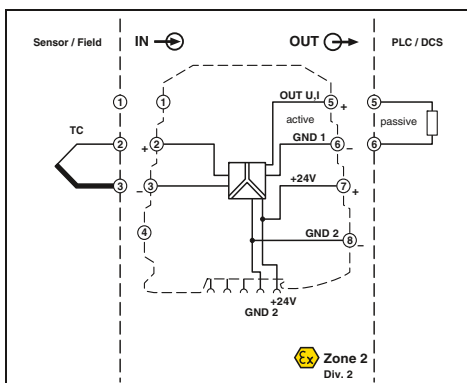 Sensor / Field
IN
OUT
PLC / DCS
1
1
OUT U,I
5
+
5
active
passive
TC
GND 1
2
+
2
6
–
6
+24V
3
–
3
7
+
4
GND 2
8
–
+24V
GND 2
Ex
Zone 2
Div. 2